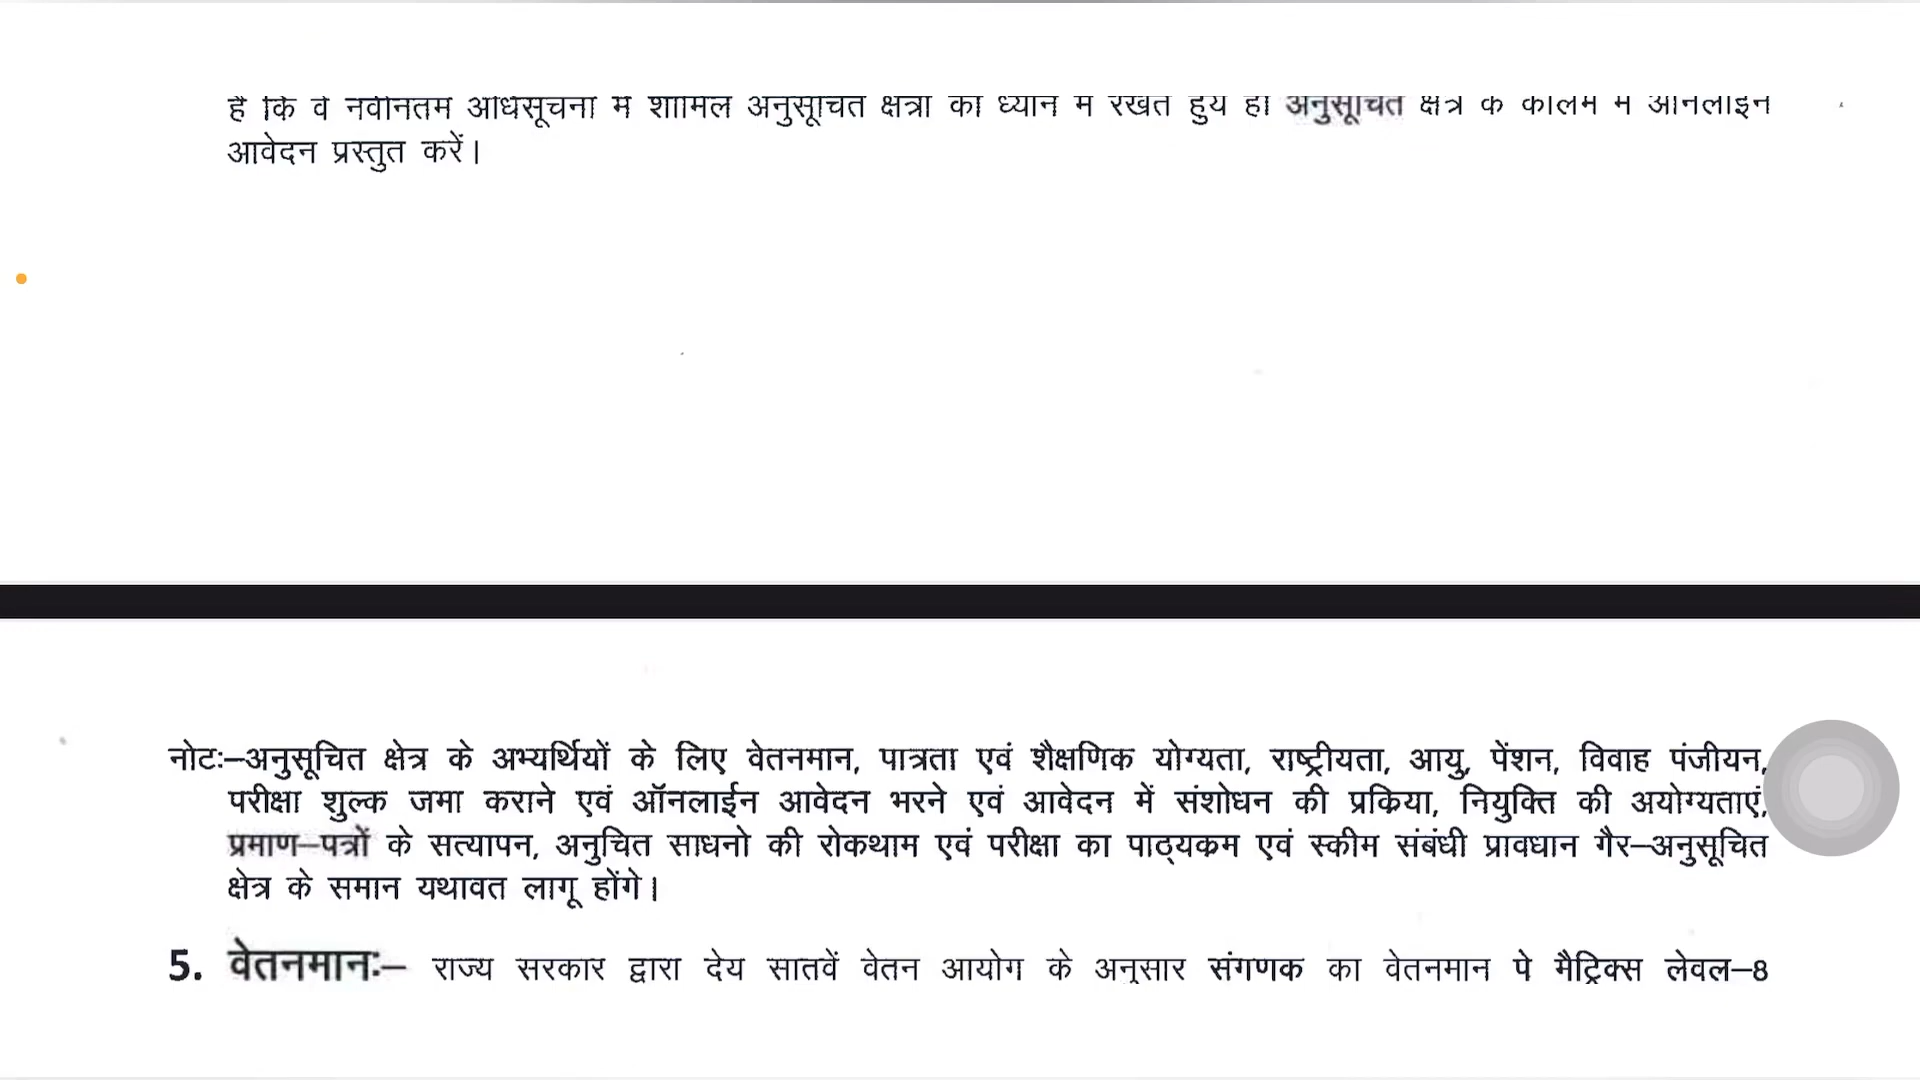 है कि वे नवीनतम अधिसूचना में शामिल अनुसूचित क्षेत्रों को ध्यान में रखते हुये ही अनुसूचित क्षेत्र के कॉलम में ऑनलाइन
आवेदन प्रस्तुत करें।
नोटः–अनुसूचित क्षेत्र के अभ्यर्थियों के लिए वेतनमान, पात्रता एवं शैक्षणिक योग्यता, राष्ट्रीयता, आयु, पेंशन, विवाह पंजीयन,
परीक्षा शुल्क जमा कराने एवं ऑनलाईन आवेदन भरने एवं आवेदन में संशोधन की प्रकिया, नियुक्ति की अयोग्यताएं,
प्रमाण–पत्रों के सत्यापन, अनुचित साधनो की रोकथाम एवं परीक्षा का पाठ्यकम एवं स्कीम संबंधी प्रावधान गैर–अनुसूचित
क्षेत्र के समान यथावत लागू होंगे।
5. वेतनमानः– राज्य सरकार द्वारा देय सातवें वेतन आयोग के अनुसार संगणक का वेतनमान पे मैट्रिक्स लेवल–8